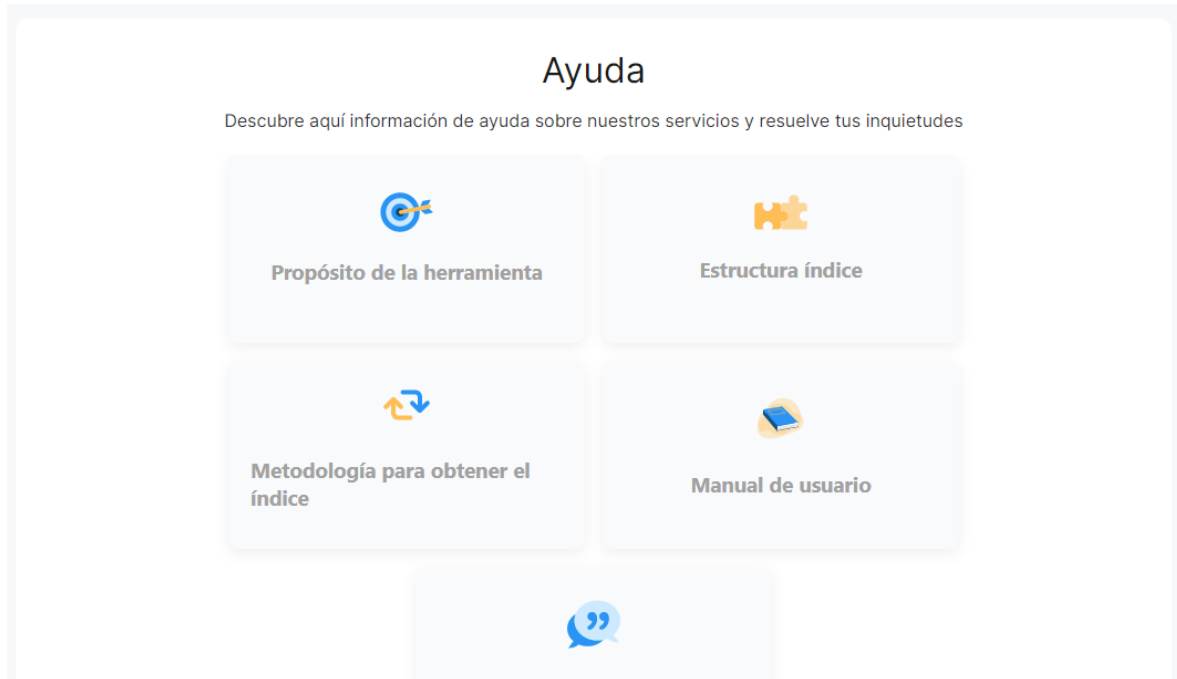 Ayuda
Descubre aquí información de ayuda sobre nuestros servicios y resuelve tus inquietudes
Propósito de la herramienta
Estructura índice
Metodología para obtener el
índice
Manual de usuario